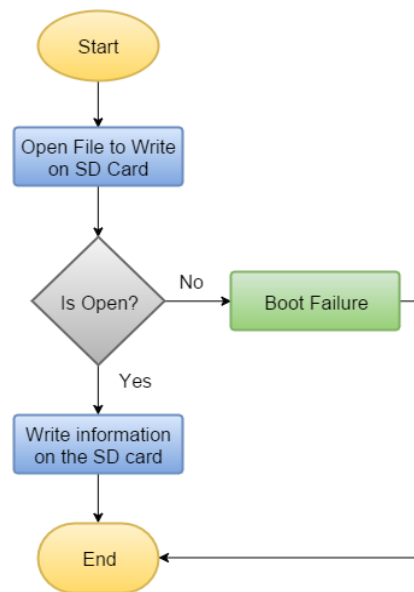 Start
Open File to Write
on SD Card
Is Open?
No
Boot Failure
Yes
Write information
on the SD card
End